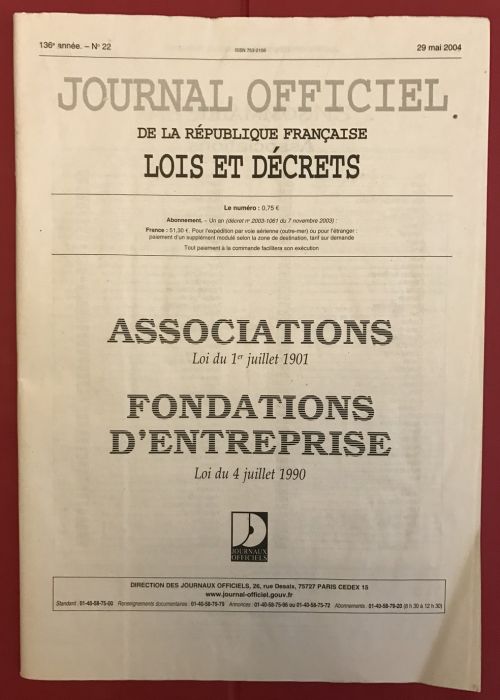 136e année. – No 22
ISSN 753-2156
29 mai 2004
JOURNAL OFFICIEL
DE LA RÉPUBLIQUE FRANÇAISE
LOIS ET DÉCRETS
Le numéro : 0,75 €
Abonnement. – Un an (décret no 2003-1061 du 7 novembre 2003) :
France : 51,30 €. Pour l'expédition par voie aérienne (outre-mer) ou pour l'étranger :
paiement d'un supplément modulé selon la zone de destination, tarif sur demande
Tout paiement à la commande facilitera son exécution
ASSOCIATIONS
Loi du 1er juillet 1901
FONDATIONS
D'ENTREPRISE
Loi du 4 juillet 1990
JOURNAUX
OFFICIELS
DIRECTION DES JOURNAUX OFFICIELS, 26, rue Desaix, 75727 PARIS CEDEX 15
www.journal-officiel.gouv.fr
Standard : 01-40-58-75-00 Renseignements documentaires : 01-40-58-79-79 Annonces : 01-40-58-75-96 ou 01-40-58-75-72 Abonnements : 01-40-58-79-20 (8 h 30 à 12 h 30)